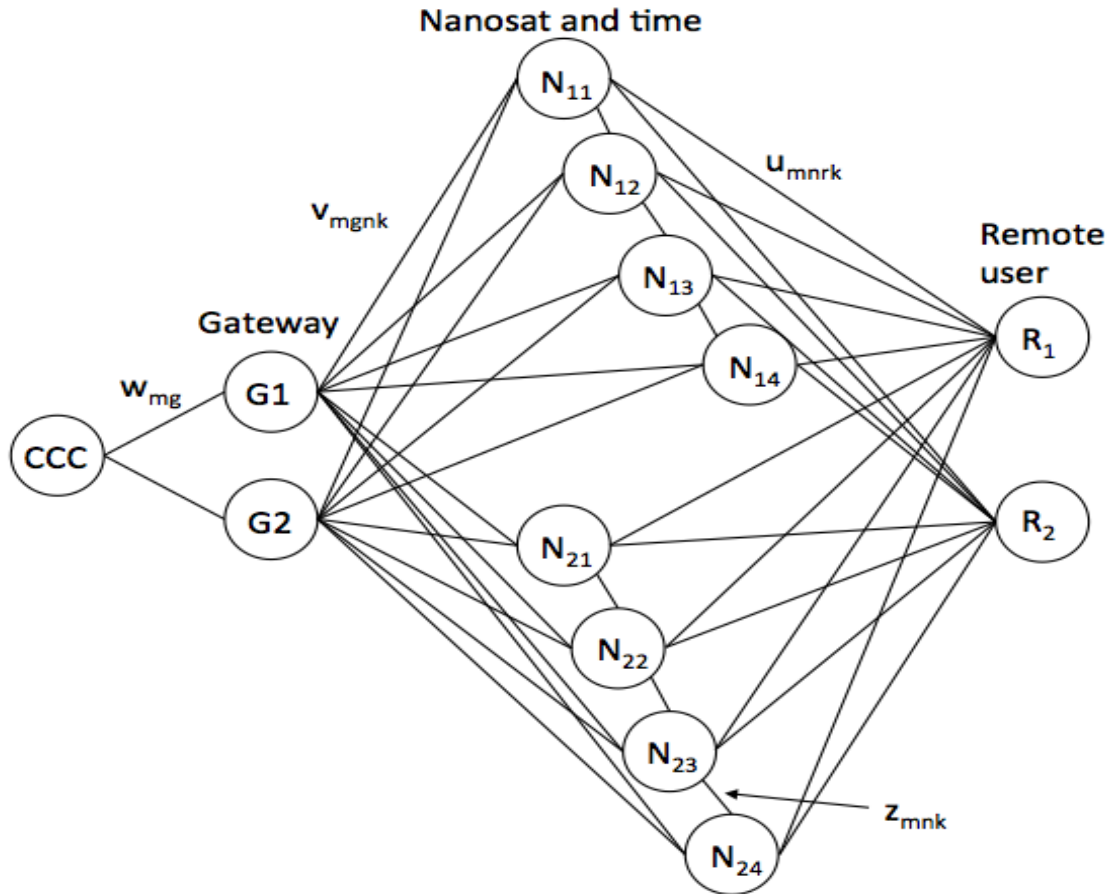 Nanosat and time
N11
N12
N13
N14
umnrk
vmgnk
Remote
user
R1
R2
Gateway
wmg
G1
G2
CCC
N21
N22
N23
N24
zmnk